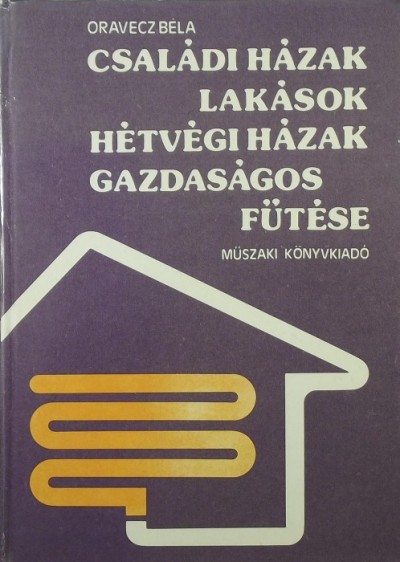 ORAVECZ BÉLA
CSALÁDI HÁZAK
LAKÁSOK
HÉTVÉGI HÁZAK
GAZDASÁGOS
FŰTÉSE
MŰSZAKI KÖNYVKIADÓ